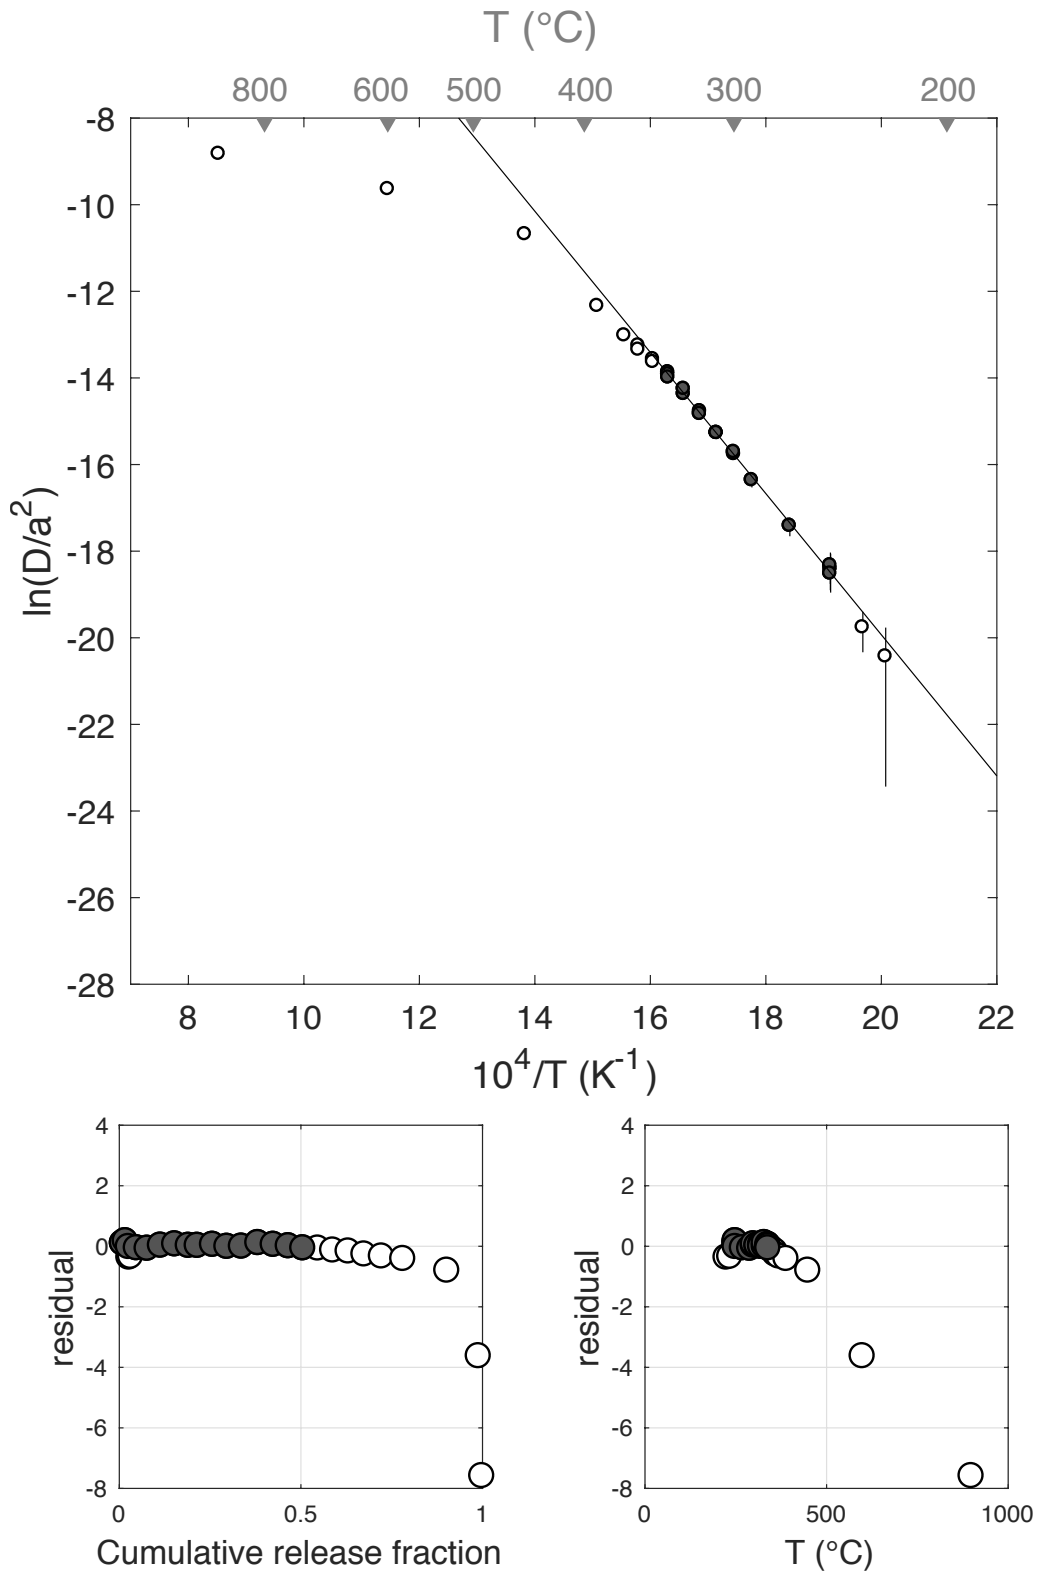 T (°C)
800 600 500 400 300 200
-8
-10
-12
-14
-16
-18
-20
-22
-24
-26
-28
ln(D/a²)
8 10 12 14 16 18 20 22
10⁴/T (K⁻¹)
4
2
0
-2
-4
-6
-8
residual
0 0.5 1
Cumulative release fraction
4
2
0
-2
-4
-6
-8
residual
0 500 1000
T (°C)